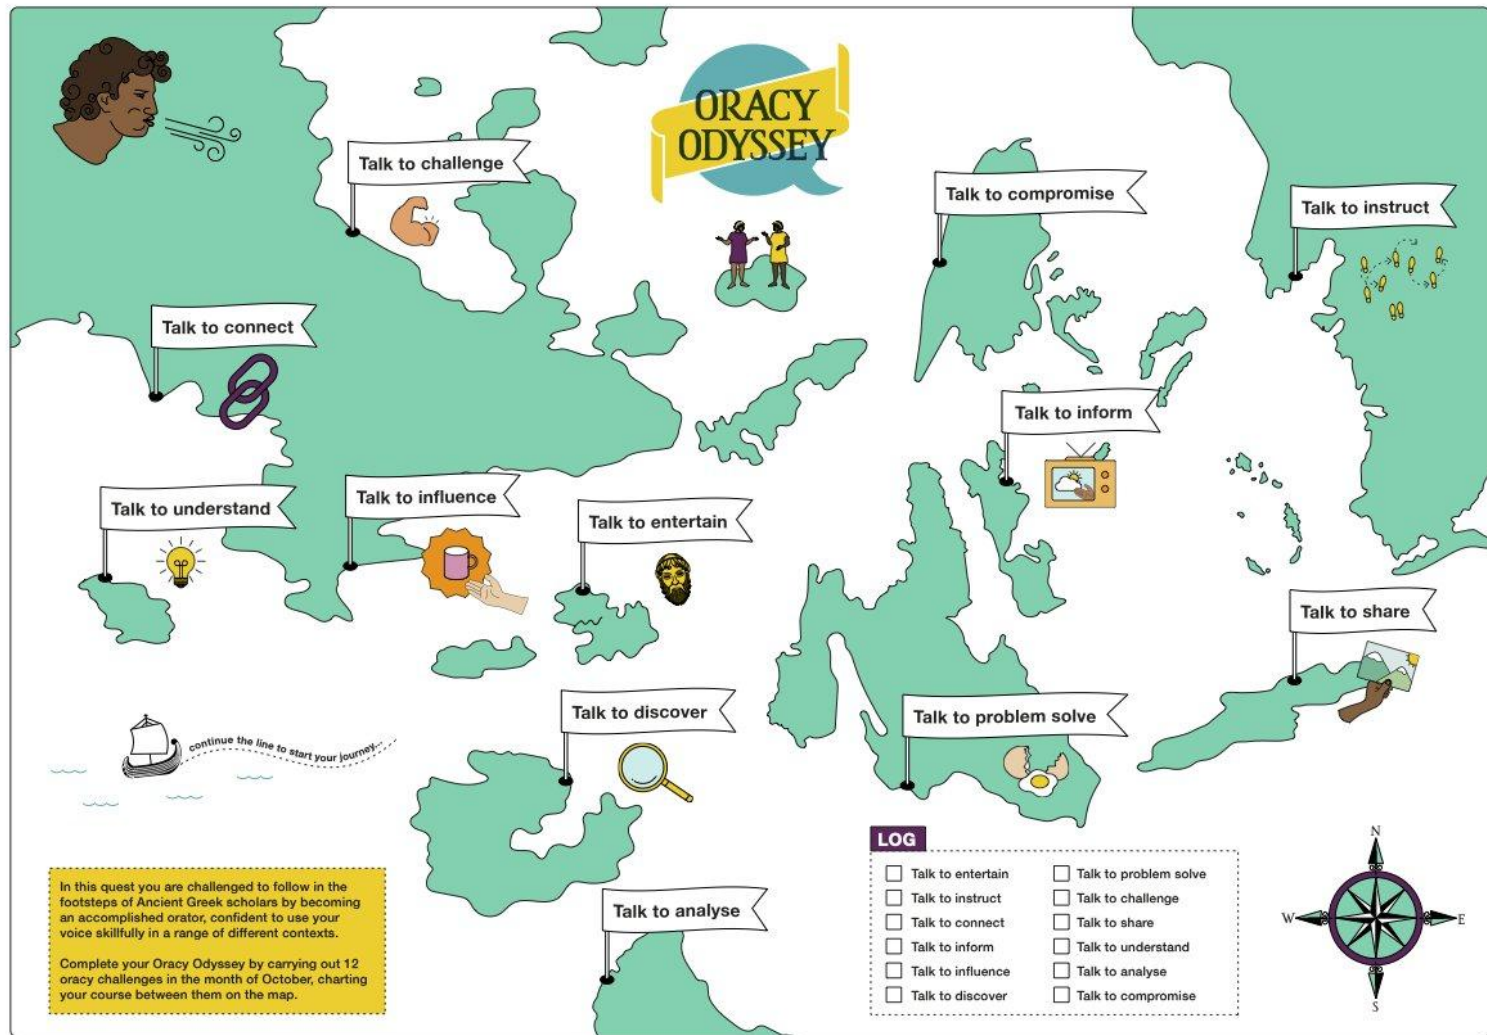 ORACY
ODYSSEY
Talk to challenge
Talk to compromise
Talk to instruct
Talk to connect
Talk to inform
Talk to understand
Talk to influence
Talk to entertain
Talk to share
Talk to discover
Talk to problem solve
continue the line to start your journey...
Talk to analyse
In this quest you are challenged to follow in the
footsteps of Ancient Greek scholars by becoming
an accomplished orator, confident to use your
voice skillfully in a range of different contexts.
Complete your Oracy Odyssey by carrying out 12
oracy challenges in the month of October, charting
your course between them on the map.
LOG
Talk to entertain
Talk to instruct
Talk to connect
Talk to inform
Talk to influence
Talk to discover
Talk to problem solve
Talk to challenge
Talk to share
Talk to understand
Talk to analyse
Talk to compromise
N
W
E
S